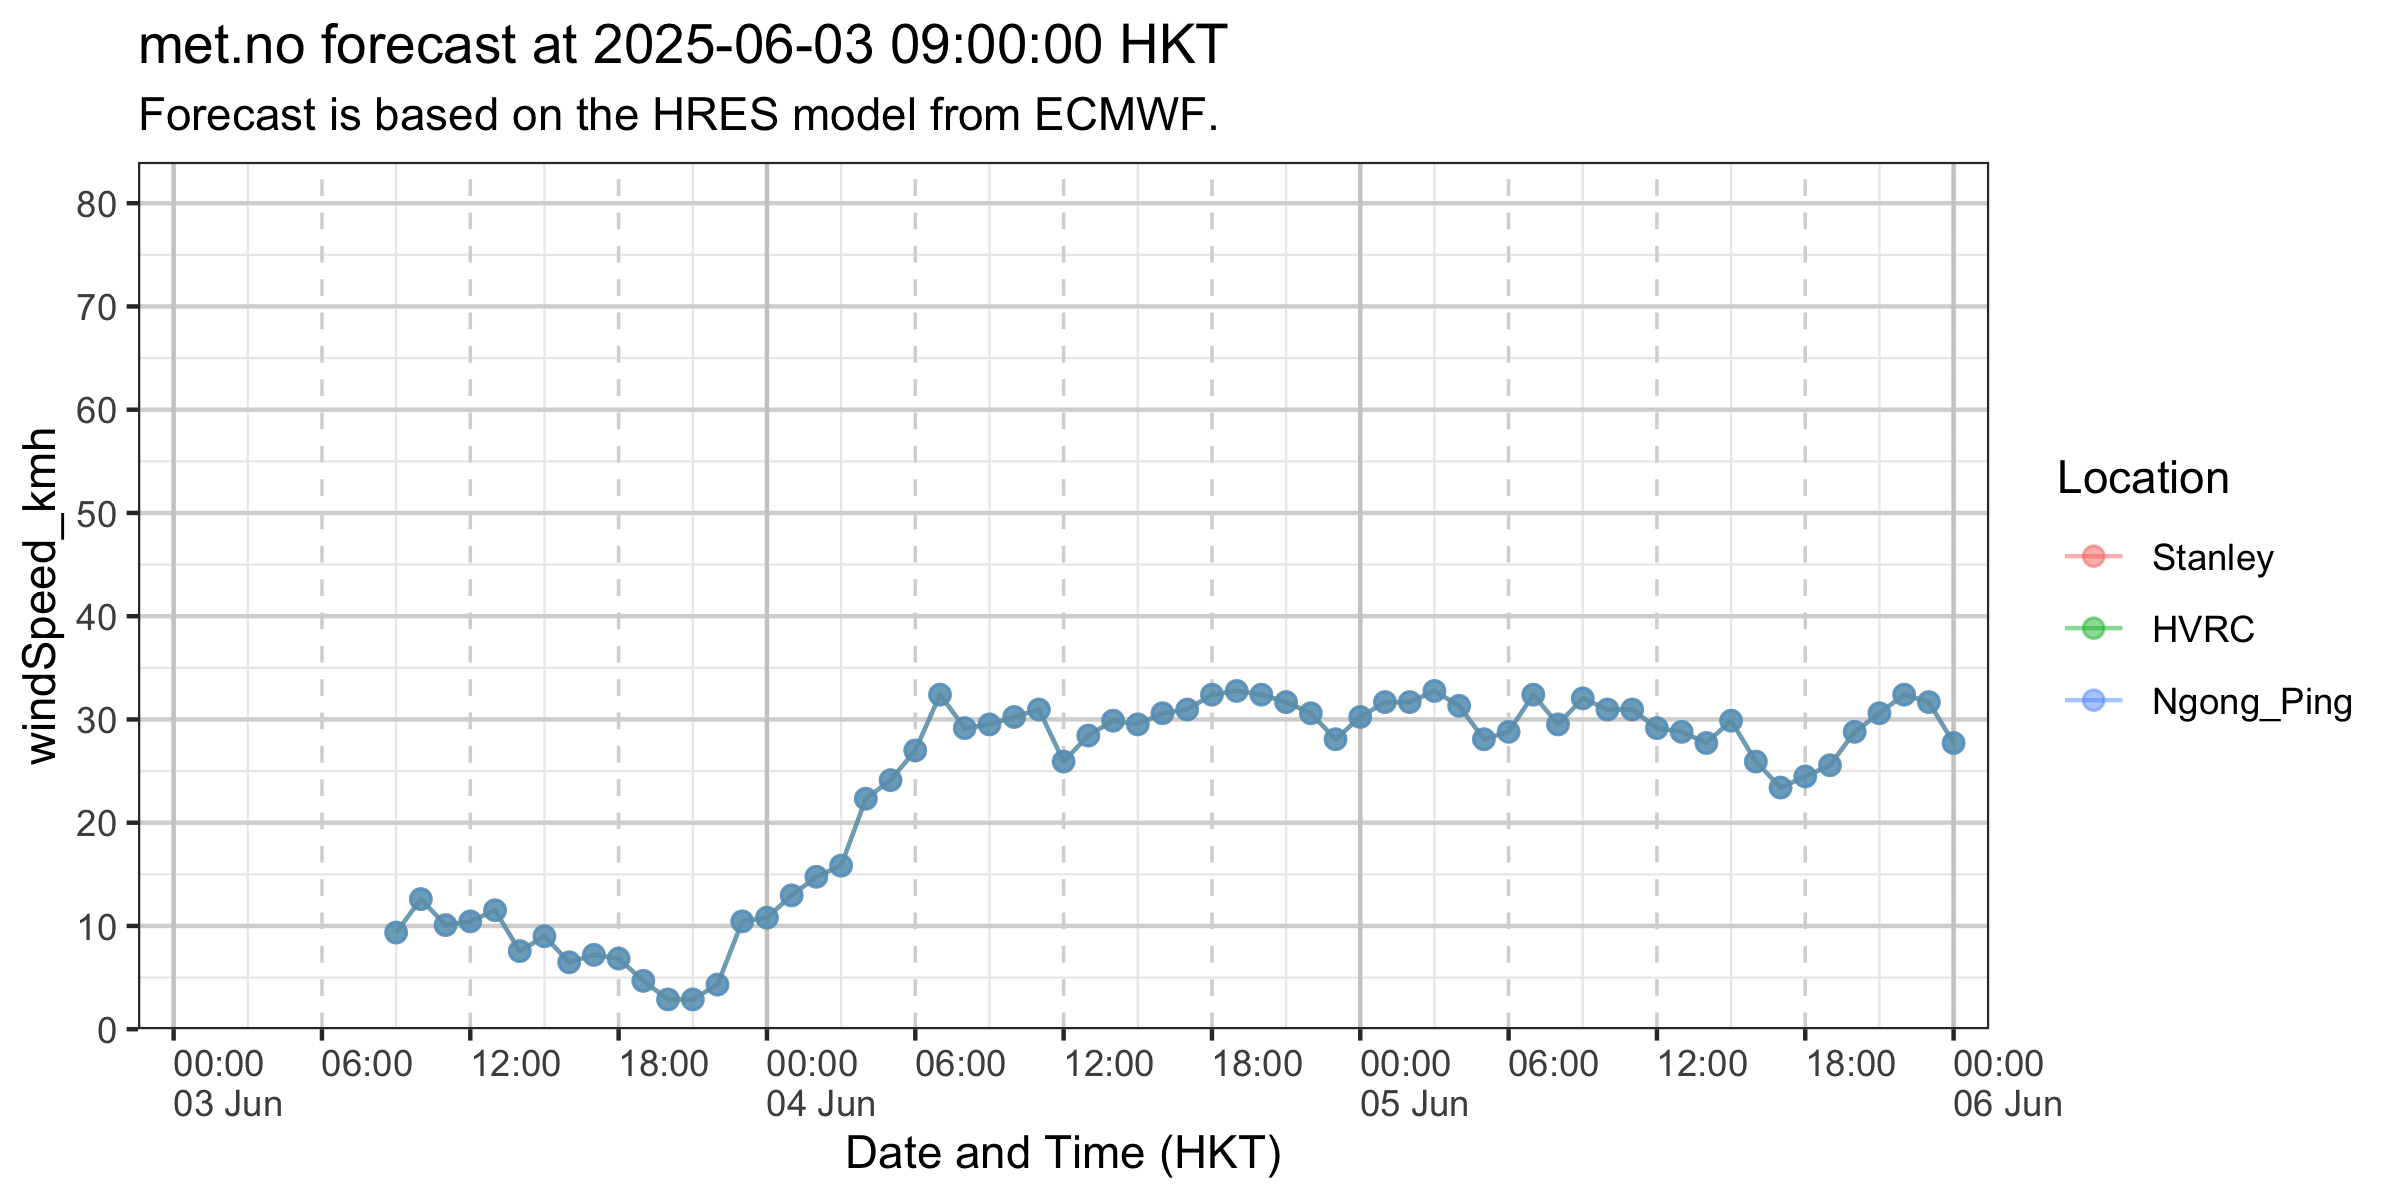 met.no forecast at 2025-06-03 09:00:00 HKT
Forecast is based on the HRES model from ECMWF.
windSpeed_kmh
80
70
60
50
40
30
20
10
0
00:00 06:00 12:00 18:00 00:00 06:00 12:00 18:00 00:00 06:00 12:00 18:00 00:00
03 Jun 04 Jun 05 Jun 06 Jun
Date and Time (HKT)
Location
Stanley
HVRC
Ngong_Ping